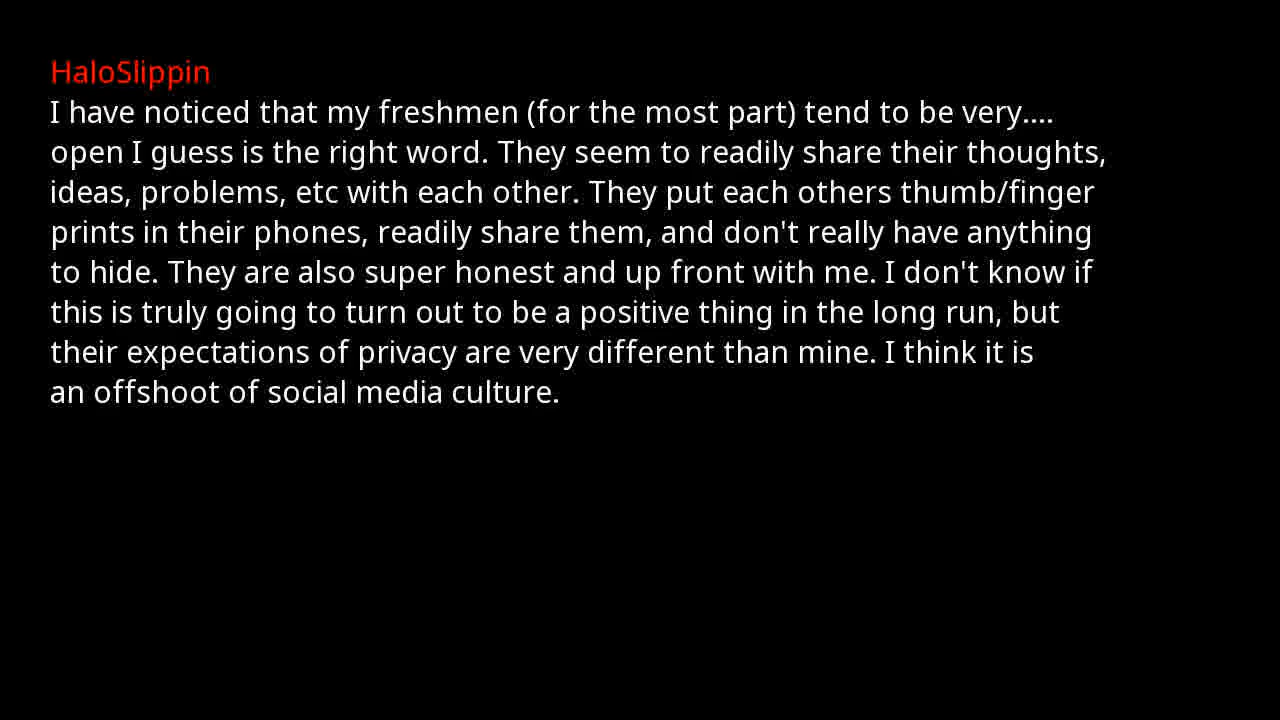 HaloSlippin
I have noticed that my freshmen (for the most part) tend to be very....
open I guess is the right word. They seem to readily share their thoughts,
ideas, problems, etc with each other. They put each others thumb/finger
prints in their phones, readily share them, and don't really have anything
to hide. They are also super honest and up front with me. I don't know if
this is truly going to turn out to be a positive thing in the long run, but
their expectations of privacy are very different than mine. I think it is
an offshoot of social media culture.